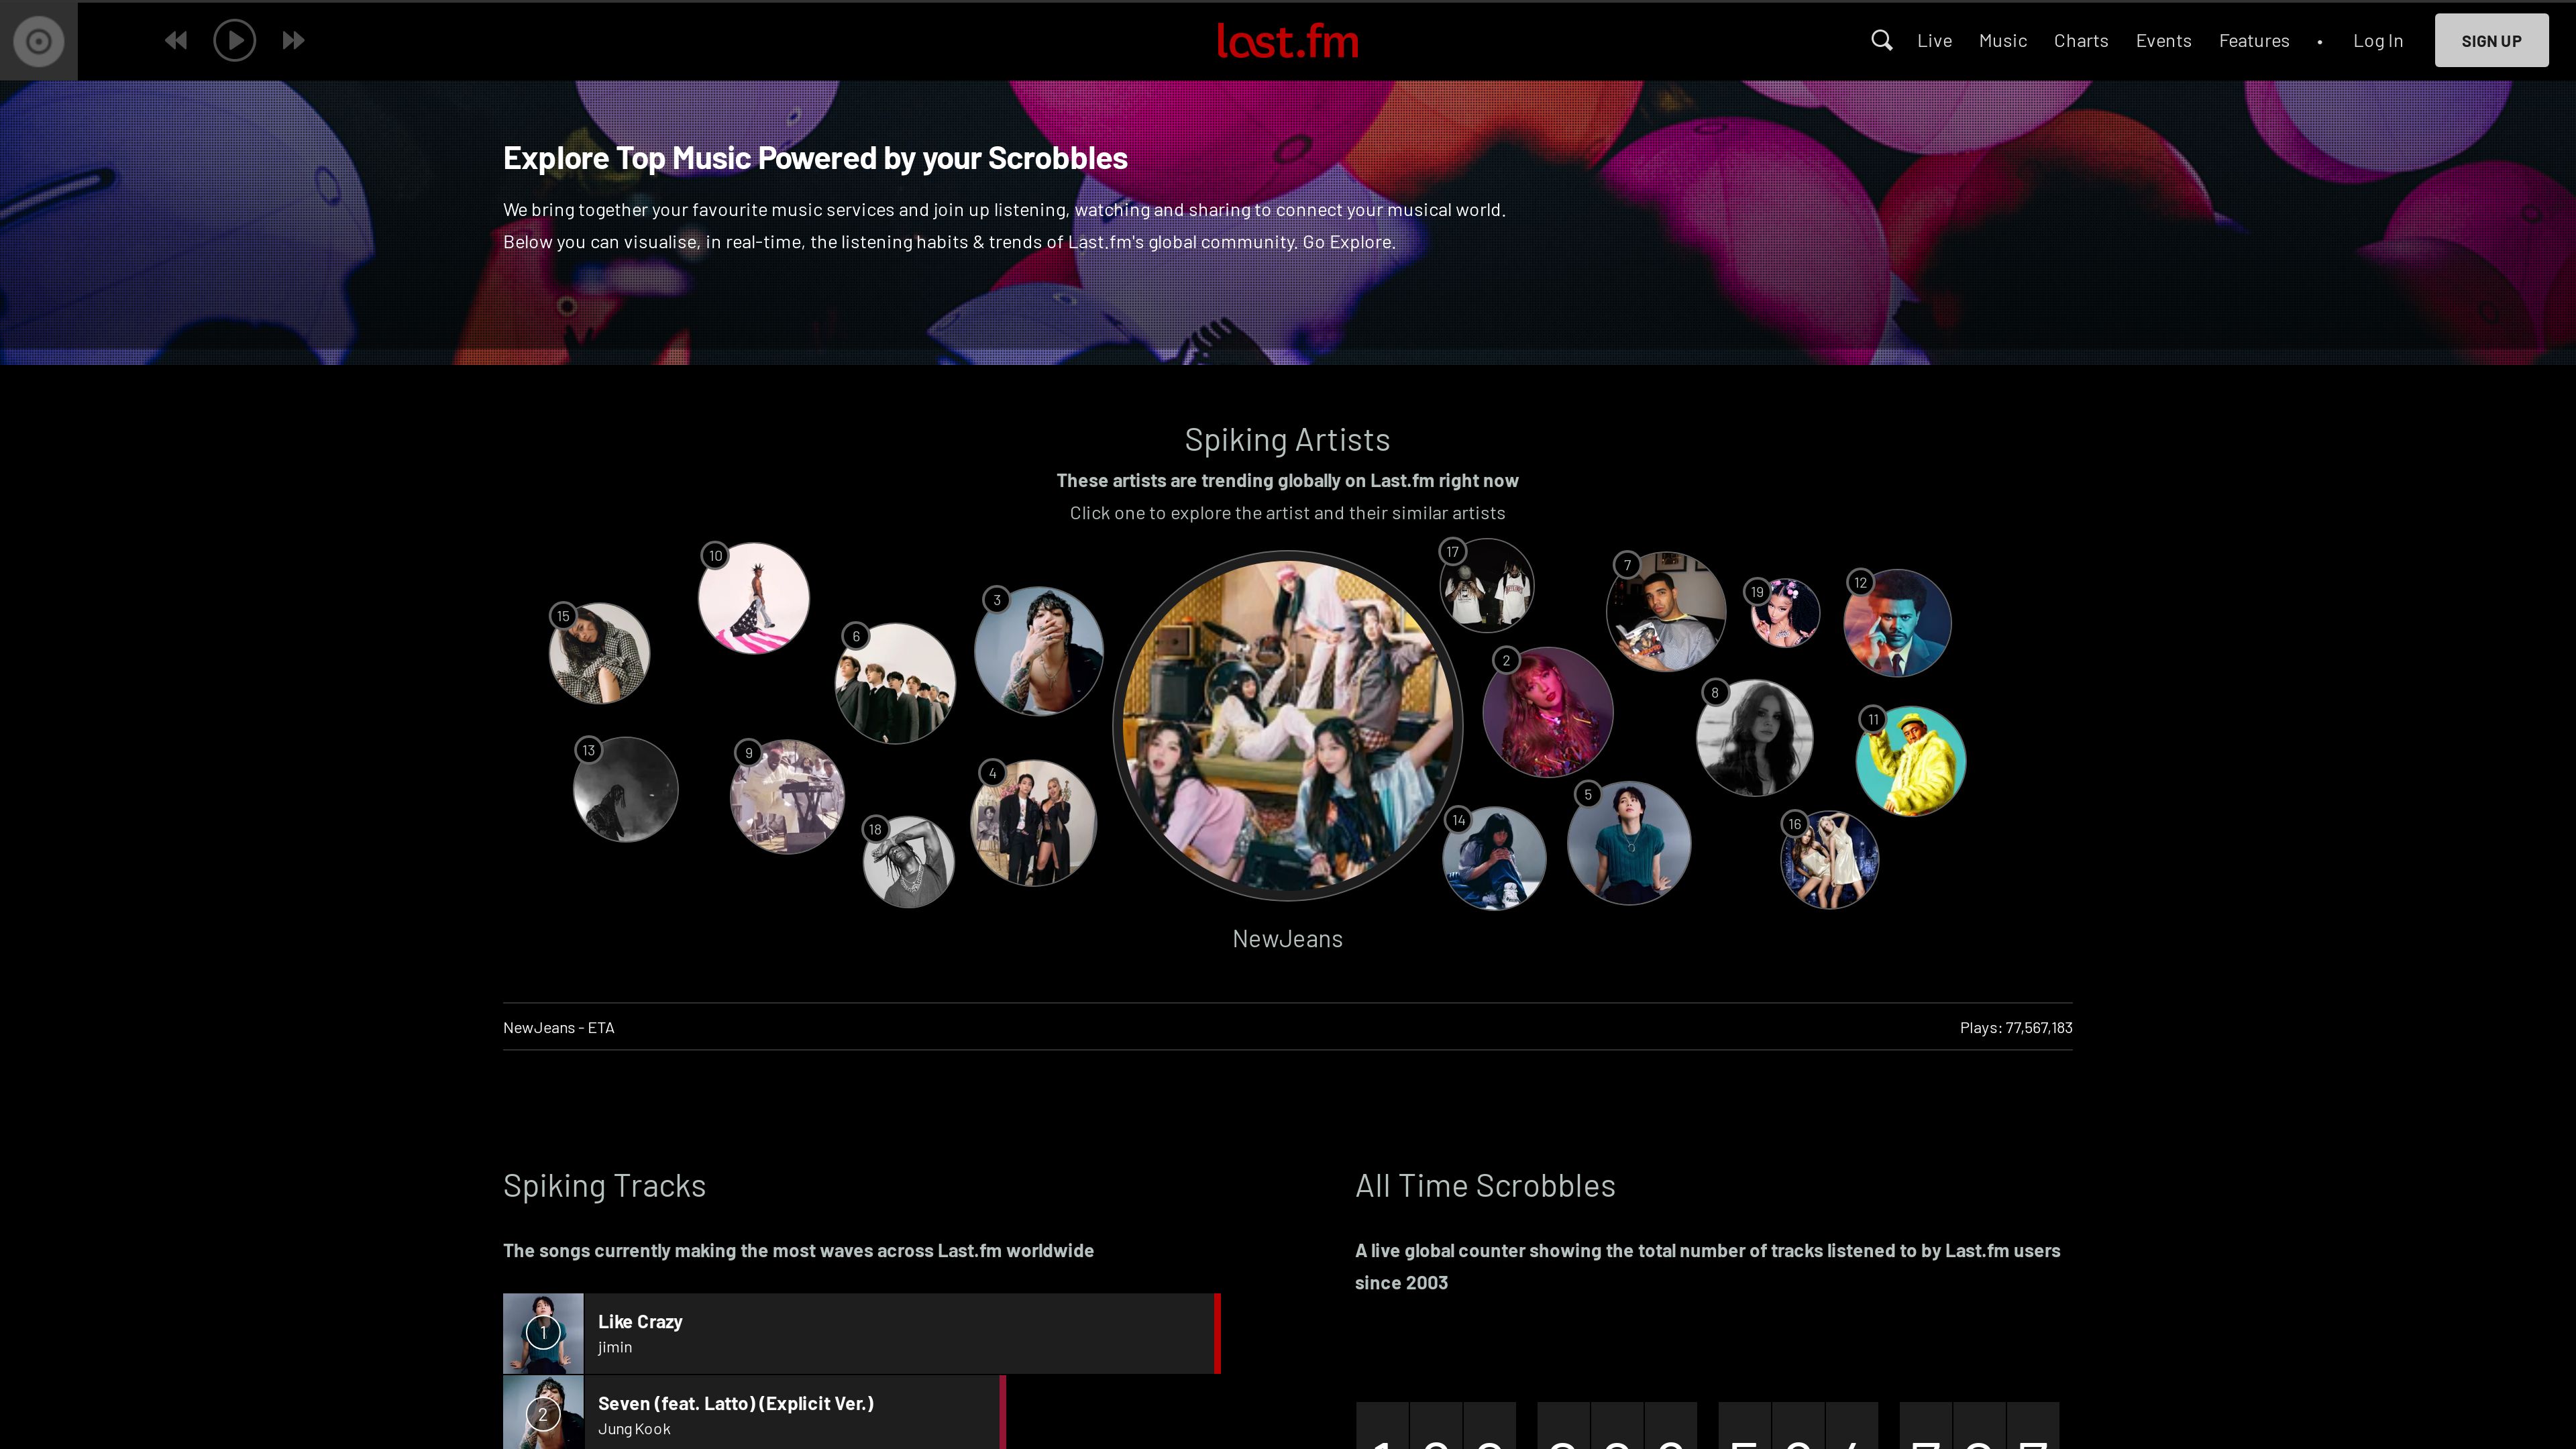 last.fm
Live Music Charts Events Features • Log In SIGN UP
Explore Top Music Powered by your Scrobbles
We bring together your favourite music services and join up listening, watching and sharing to connect your musical world.
Below you can visualise, in real-time, the listening habits & trends of Last.fm's global community. Go Explore.
Spiking Artists
These artists are trending globally on Last.fm right now
Click one to explore the artist and their similar artists
15
10
6
3
13
9
18
4
17
7
19
12
2
8
11
14
5
16
NewJeans
NewJeans - ETA
Plays: 77,567,183
Spiking Tracks
The songs currently making the most waves across Last.fm worldwide
1
Like Crazy
jimin
2
Seven (feat. Latto) (Explicit Ver.)
Jung Kook
All Time Scrobbles
A live global counter showing the total number of tracks listened to by Last.fm users
since 2003